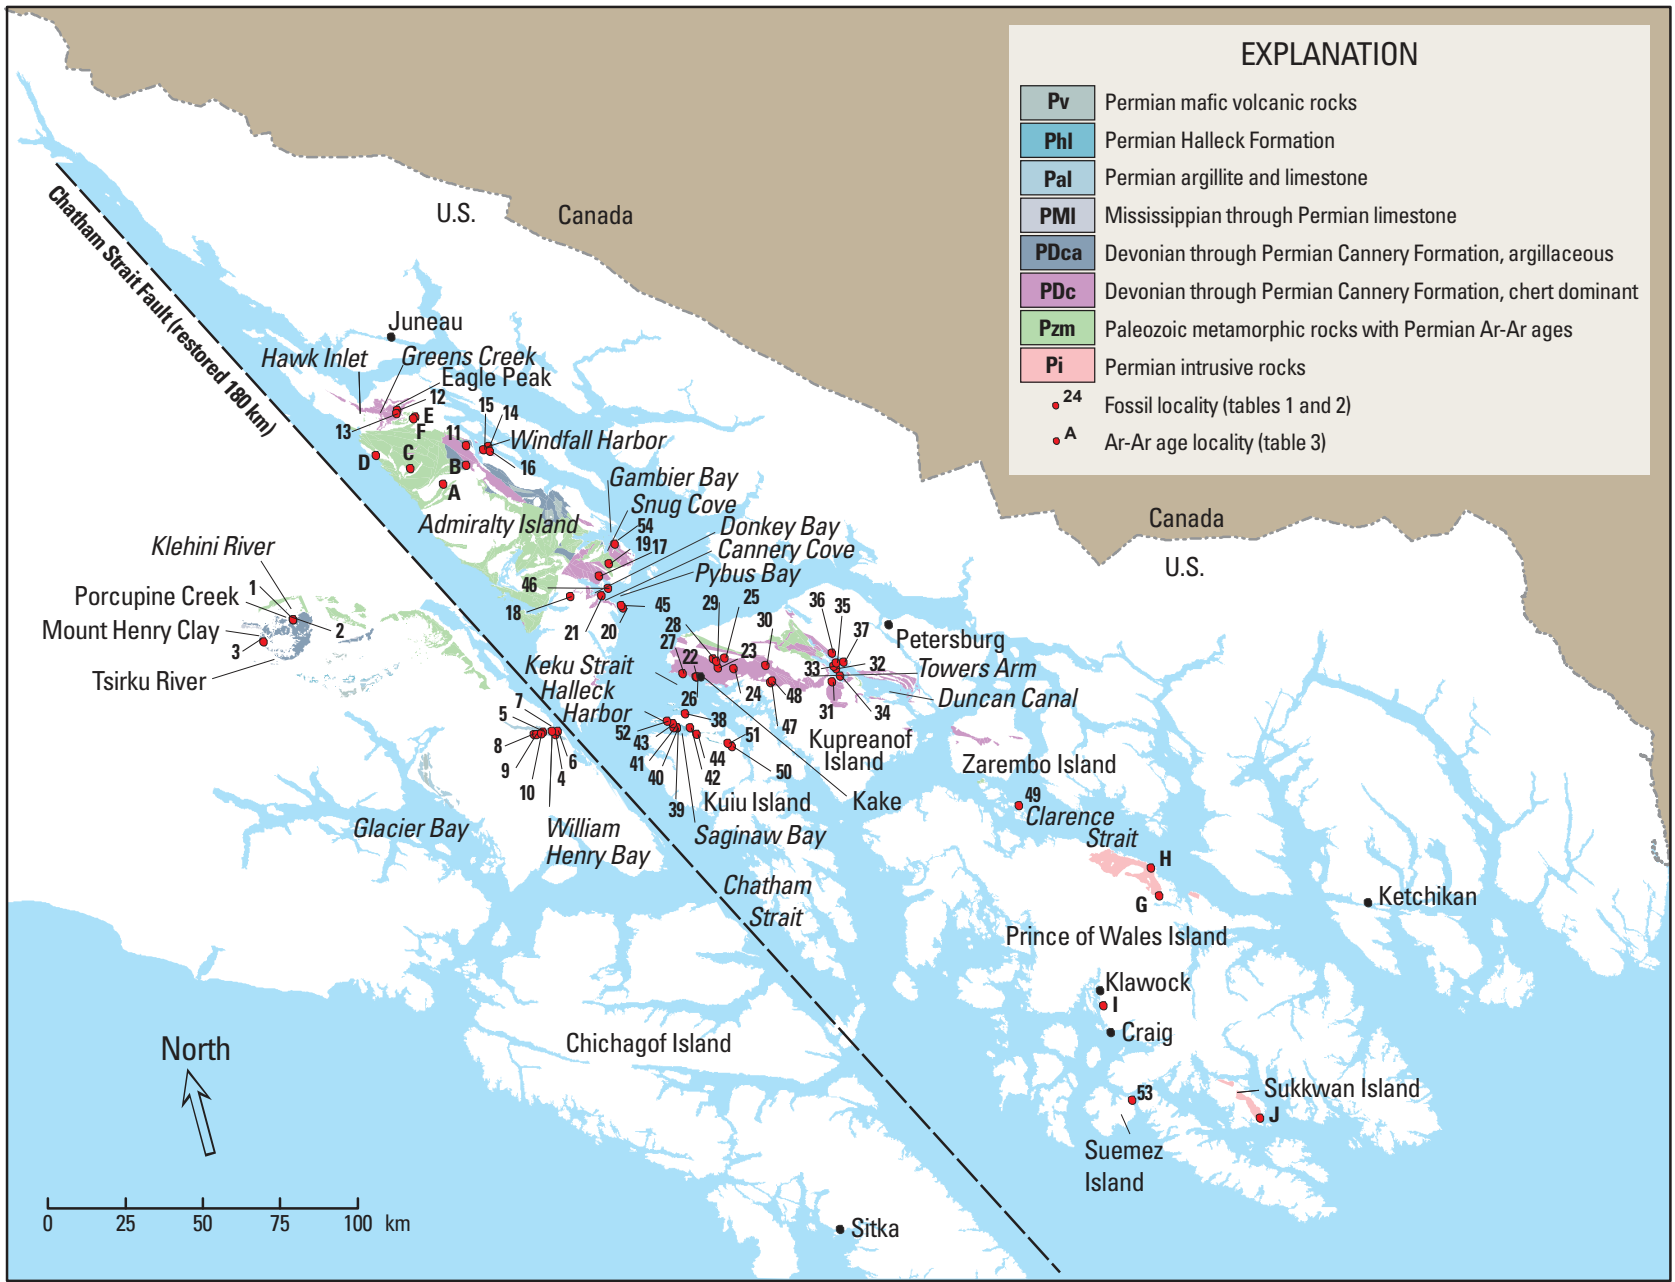 EXPLANATION
Pv Permian mafic volcanic rocks
Phl Permian Halleck Formation
Pal Permian argillite and limestone
PMl Mississippian through Permian limestone
PDca Devonian through Permian Cannery Formation, argillaceous
PDc Devonian through Permian Cannery Formation, chert dominant
Pzm Paleozoic metamorphic rocks with Permian Ar-Ar ages
Pi Permian intrusive rocks
24 Fossil locality (tables 1 and 2)
A Ar-Ar age locality (table 3)
U.S.
Canada
Chatham Strait Fault (restored 180 km)
Juneau
Hawk Inlet
Greens Creek
Eagle Peak
12
15
14
E
13
F
11
Windfall Harbor
D
C
B
16
A
Gambier Bay
Snug Cove
Admiralty Island
54
Donkey Bay
19
17
Cannery Cove
Pybus Bay
46
18
21
20
45
Canada
U.S.
Klehini River
1
Porcupine Creek
Mount Henry Clay
2
3
Tsirku River
29
25
28
30
27
22
23
36
35
37
Petersburg
33
32
Towers Arm
Duncan Canal
24
48
26
31
34
47
Keku Strait
Halleck
Harbor
7
5
8
9
10
4
6
52
43
41
40
39
38
44
42
51
50
Kupreanof
Island
Kake
Kuiu Island
Saginaw Bay
Zarembo Island
49
Clarence
Strait
Glacier Bay
William
Henry Bay
Chatham
Strait
H
G
Ketchikan
Prince of Wales Island
Klawock
I
Craig
Chichagof Island
North
53
Sukkwan Island
J
Suemez
Island
0 25 50 75 100 km
Sitka